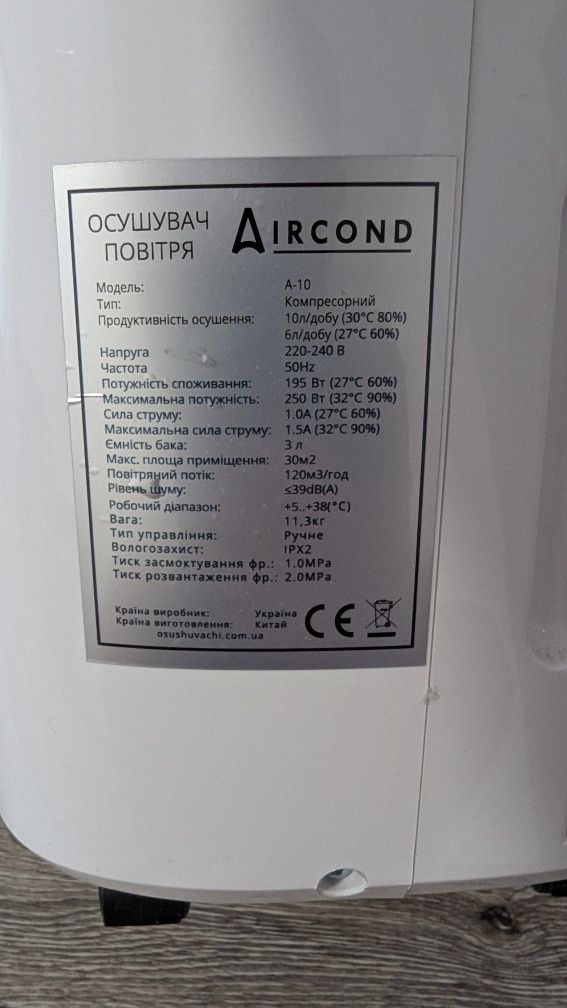 ОСУШУВАЧ ПОВІТРЯ
AIRCOND
Модель: A-10
Тип: Компресорний
Продуктивність осушення: 10л/добу (30°C 80%)
6л/добу (27°C 60%)
Напруга 220-240 В
Частота 50Hz
Потужність споживання: 195 Вт (27°C 60%)
Максимальна потужність: 250 Вт (32°C 90%)
Сила струму: 1.0А (27°C 60%)
Максимальна сила струму: 1.5А (32°C 90%)
Ємність бака: 3 л
Макс. площа приміщення: 30м2
Повітряний потік: 120м3/год
Рівень шуму: ≤39dB(A)
Робочий діапазон: +5..+38(°C)
Вага: 11,3кг
Тип управління: Ручне
Вологозахист: IPX2
Тиск засмоктування фр.: 1.0MPa
Тиск розвантаження фр.: 2.0MPa
Країна виробник: Україна
Країна виготовлення: Китай
osushuvachi.com.ua
CE